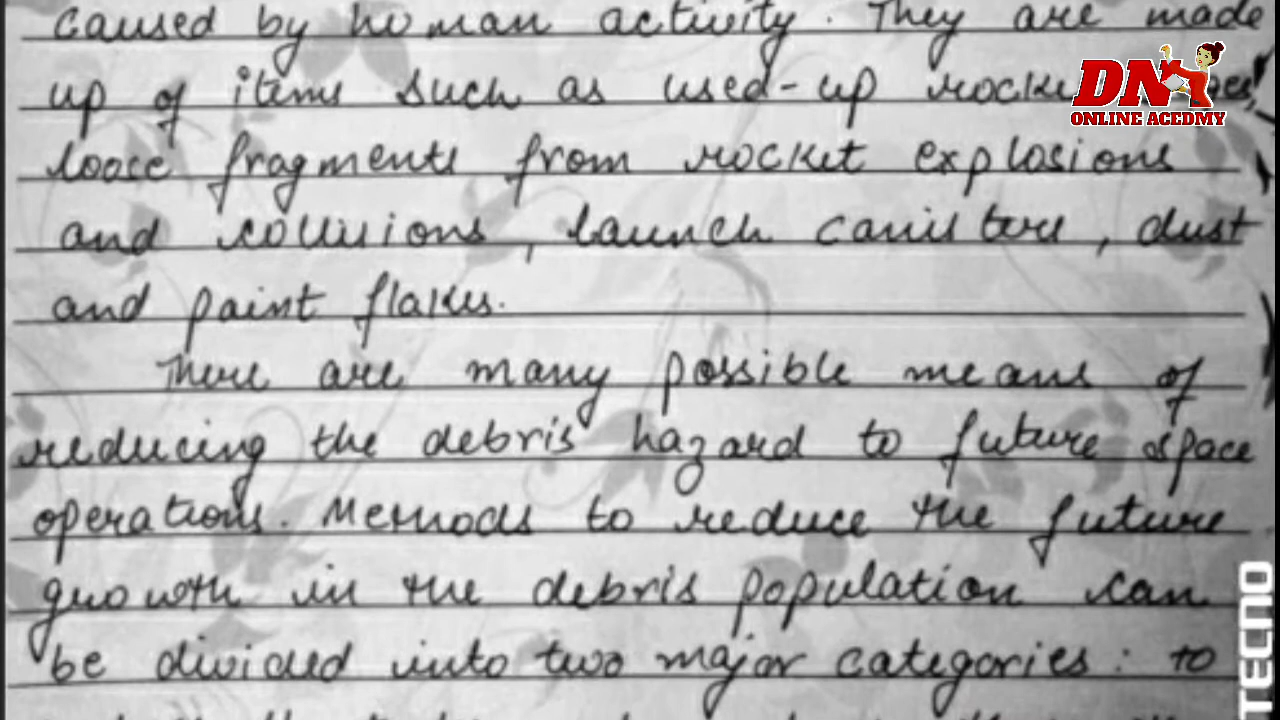 caused by human activity. They are made
up of items such as used-up
loose fragments from rocket explosions
and collisions, launch canisters, dust
and paint flakes.
There are many possible means of
reducing the debris hazard to future space
operations. Methods to reduce the future
growth in the debris population can
be divided into two major categories: to
DN
ONLINE ACEDMY
TECNO